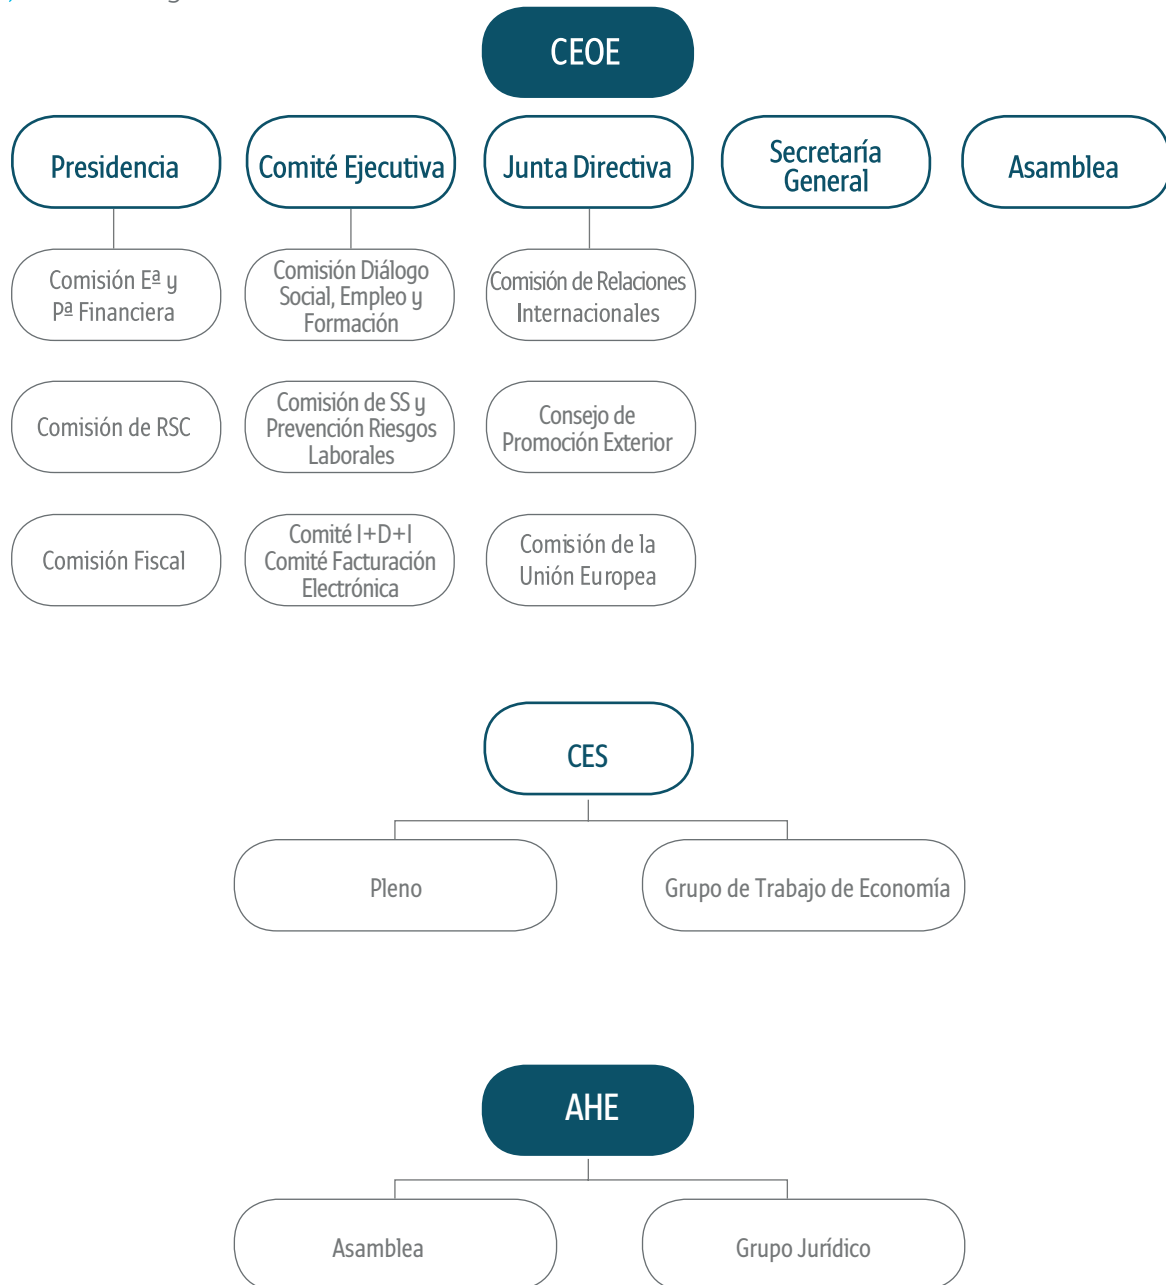 CEOE
Presidencia
Comité Ejecutiva
Junta Directiva
Secretaría
General
Asamblea
Comisión Eª y
Pª Financiera
Comisión Diálogo
Social, Empleo y
Formación
Comisión de Relaciones
Internacionales
Comisión de RSC
Comisión de SS y
Prevención Riesgos
Laborales
Consejo de
Promoción Exterior
Comisión Fiscal
Comité I+D+I
Comité Facturación
Electrónica
Comisión de la
Unión Europea
CES
Pleno
Grupo de Trabajo de Economía
AHE
Asamblea
Grupo Jurídico